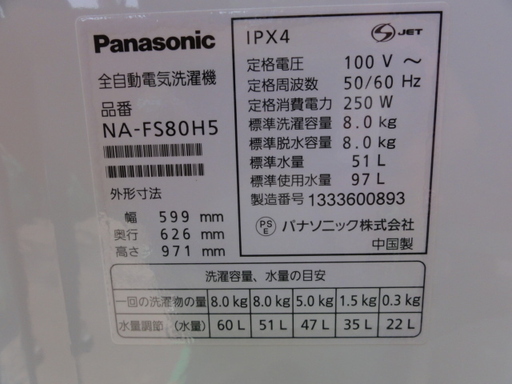 Panasonic
全自動電気洗濯機
品番
NA-FS80H5
外形寸法
幅 599 mm
奥行 626 mm
高さ 971 mm
IPX4
JET
定格電圧 100 V ～
定格周波数 50/60 Hz
定格消費電力 250 W
標準洗濯容量 8.0 kg
標準脱水容量 8.0 kg
標準水量 51 L
標準使用水量 97 L
製造番号 1333600893
PS E パナソニック株式会社
中国製
洗濯容量、水量の目安
一回の洗濯物の量 8.0 kg 8.0 kg 5.0 kg 1.5 kg 0.3 kg
水量調節（水量） 60 L 51 L 47 L 35 L 22 L